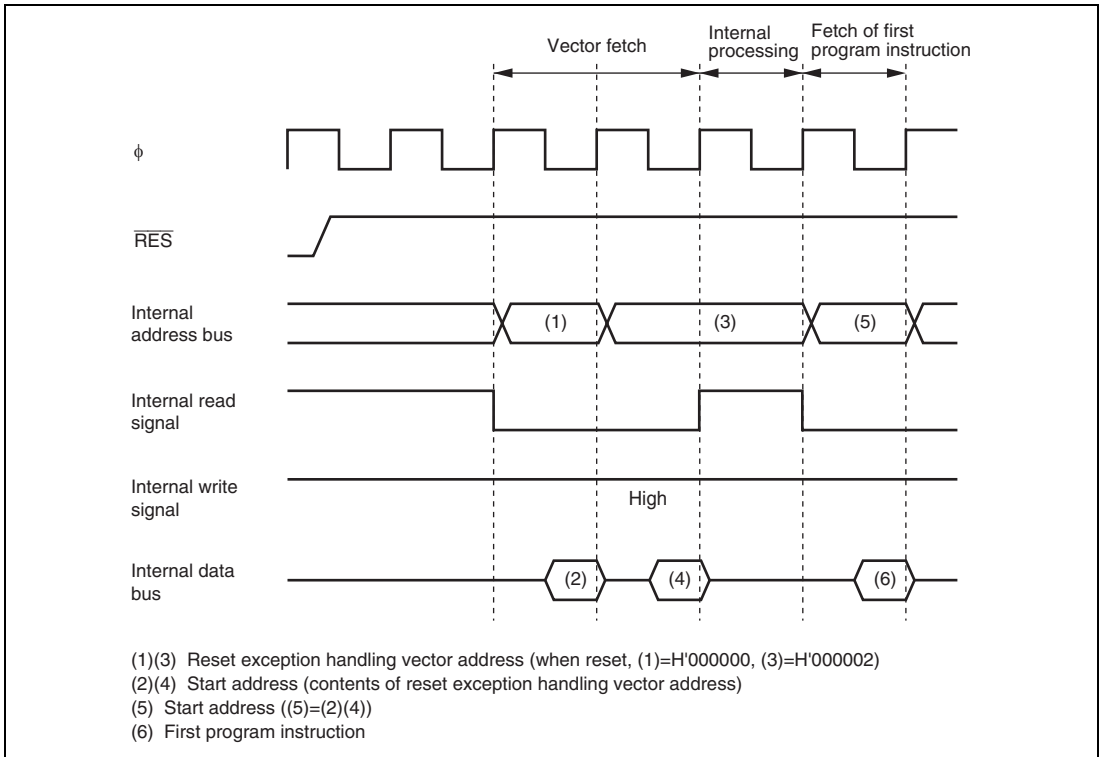 Vector fetch
Internal
processing
Fetch of first
program instruction
ϕ
RES
Internal
address bus
(1)
(3)
(5)
Internal read
signal
Internal write
signal
High
Internal data
bus
(2)
(4)
(6)
(1)(3) Reset exception handling vector address (when reset, (1)=H'000000, (3)=H'000002)
(2)(4) Start address (contents of reset exception handling vector address)
(5) Start address ((5)=(2)(4))
(6) First program instruction